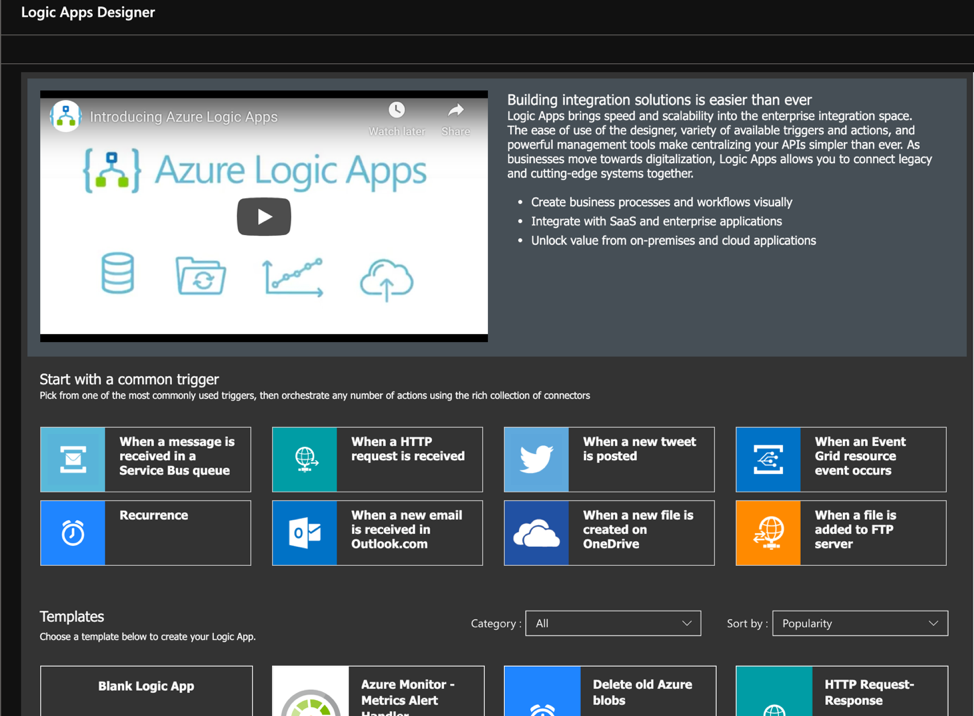 Logic Apps Designer
Introducing Azure Logic Apps
Watch later
Share
Azure Logic Apps
Building integration solutions is easier than ever
Logic Apps brings speed and scalability into the enterprise integration space.
The ease of use of the designer, variety of available triggers and actions, and
powerful management tools make centralizing your APIs simpler than ever. As
businesses move towards digitalization, Logic Apps allows you to connect legacy
and cutting-edge systems together.
• Create business processes and workflows visually
• Integrate with SaaS and enterprise applications
• Unlock value from on-premises and cloud applications
Start with a common trigger
Pick from one of the most commonly used triggers, then orchestrate any number of actions using the rich collection of connectors
When a message is
received in a
Service Bus queue
When a HTTP
request is received
When a new tweet
is posted
When an Event
Grid resource
event occurs
Recurrence
When a new email
is received in
Outlook.com
When a new file is
created on
OneDrive
When a file is
added to FTP
server
Templates
Choose a template below to create your Logic App.
Category :
All
Sort by :
Popularity
Blank Logic App
Azure Monitor -
Metrics Alert
Handler
Delete old Azure
blobs
HTTP Request-
Response